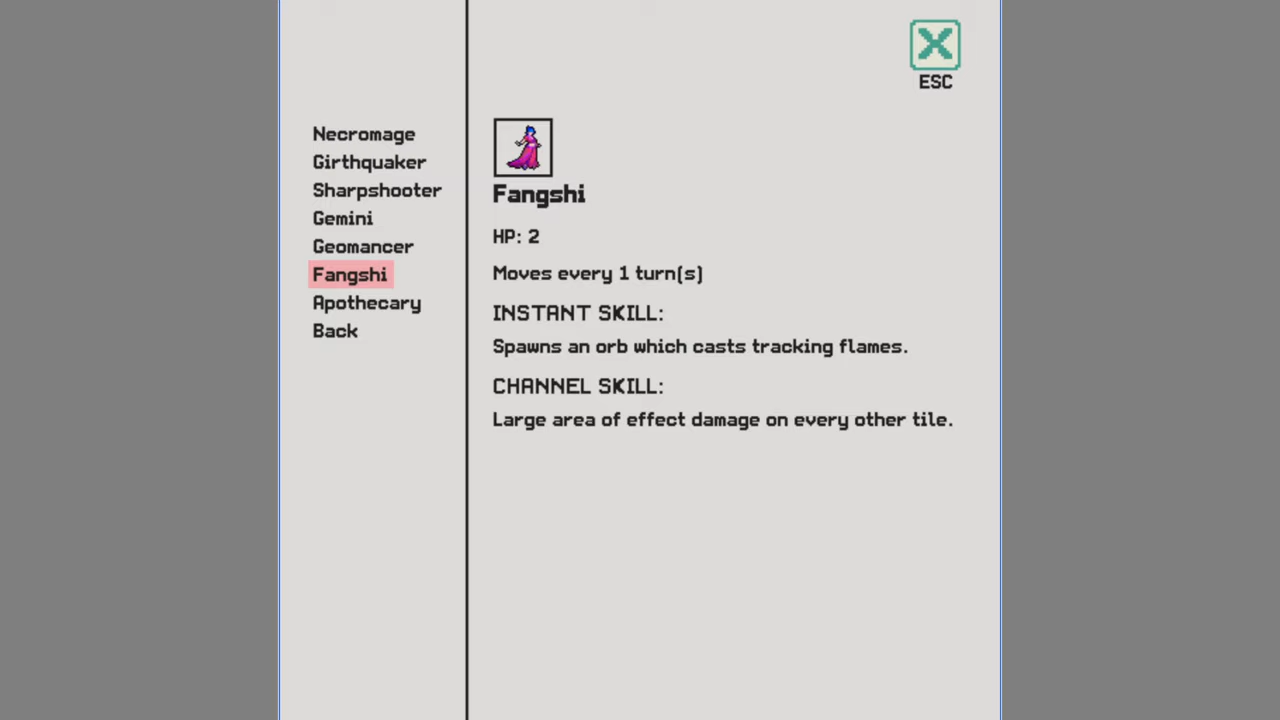 ESC
Necromage
Girthquaker
Sharpshooter
Gemini
Geomancer
Fangshi
Apothecary
Back
Fangshi
HP: 2
Moves every 1 turn(s)
INSTANT SKILL:
Spawns an orb which casts tracking flames.
CHANNEL SKILL:
Large area of effect damage on every other tile.